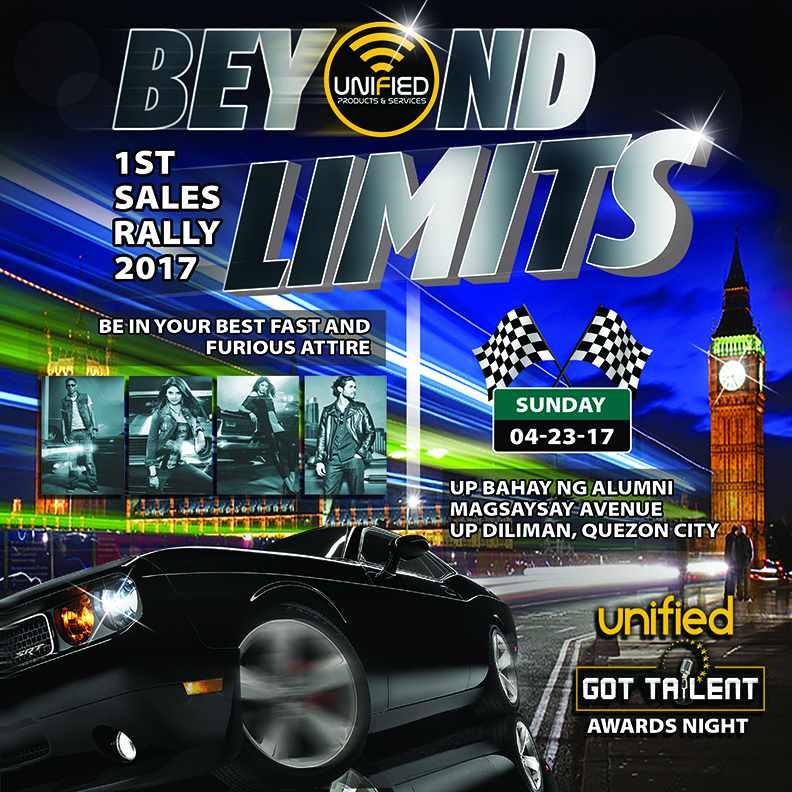 BEYOND
UNIFIED
PRODUCTS & SERVICES
LIMITS
1ST
SALES
RALLY
2017
BE IN YOUR BEST FAST AND
FURIOUS ATTIRE
SUNDAY
04-23-17
UP BAHAY NG ALUMNI
MAGSAYSAY AVENUE
UP DILIMAN, QUEZON CITY
SRT
unified
GOT TALENT
AWARDS NIGHT